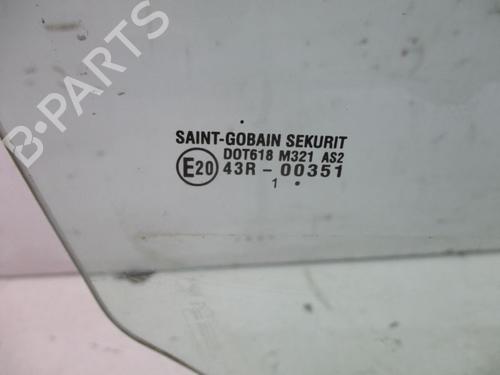 SAINT-GOBAIN SEKURIT
DOT618 M321 AS2
E20 43R - 00351
1 •
B-PARTS